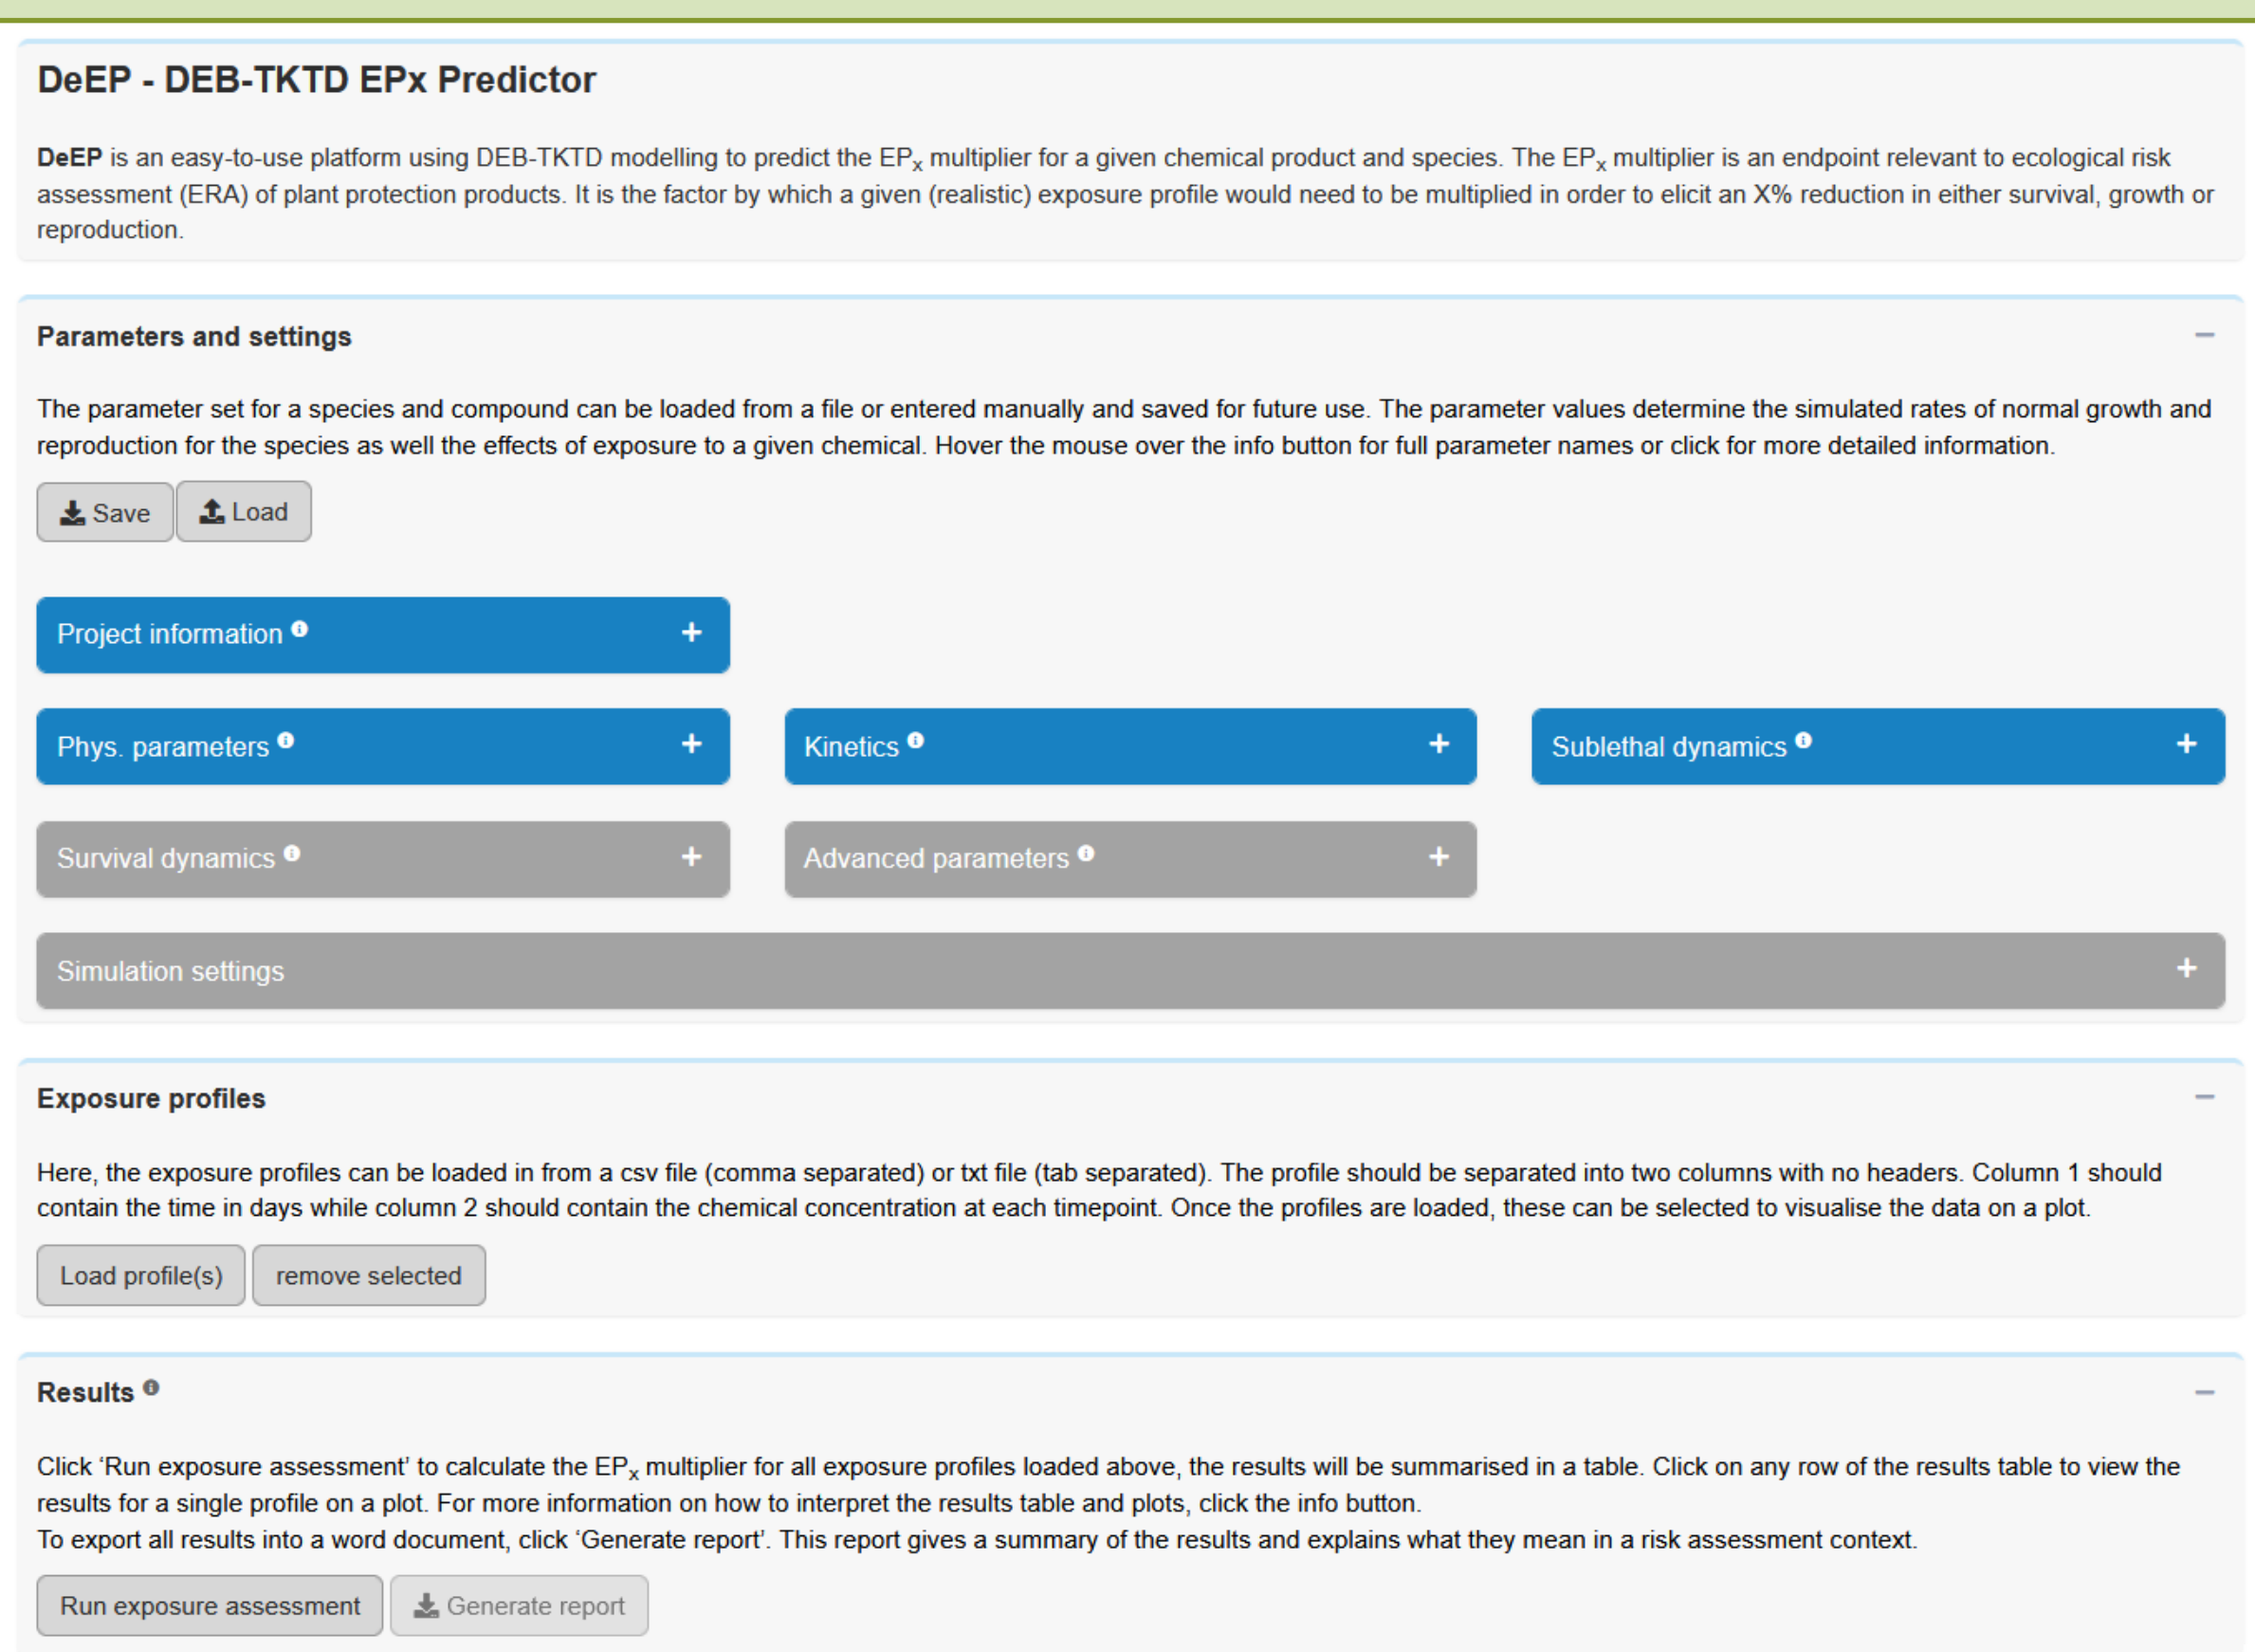 DeEP - DEB-TKTD EPx Predictor
DeEP is an easy-to-use platform using DEB-TKTD modelling to predict the EPx multiplier for a given chemical product and species. The EPx multiplier is an endpoint relevant to ecological risk
assessment (ERA) of plant protection products. It is the factor by which a given (realistic) exposure profile would need to be multiplied in order to elicit an X% reduction in either survival, growth or
reproduction.
Parameters and settings
The parameter set for a species and compound can be loaded from a file or entered manually and saved for future use. The parameter values determine the simulated rates of normal growth and
reproduction for the species as well the effects of exposure to a given chemical. Hover the mouse over the info button for full parameter names or click for more detailed information.
Save Load
Project information
Phys. parameters Kinetics Sublethal dynamics
Survival dynamics Advanced parameters
Simulation settings
Exposure profiles
Here, the exposure profiles can be loaded in from a csv file (comma separated) or txt file (tab separated). The profile should be separated into two columns with no headers. Column 1 should
contain the time in days while column 2 should contain the chemical concentration at each timepoint. Once the profiles are loaded, these can be selected to visualise the data on a plot.
Load profile(s) remove selected
Results
Click ‘Run exposure assessment’ to calculate the EPx multiplier for all exposure profiles loaded above, the results will be summarised in a table. Click on any row of the results table to view the
results for a single profile on a plot. For more information on how to interpret the results table and plots, click the info button.
To export all results into a word document, click ‘Generate report’. This report gives a summary of the results and explains what they mean in a risk assessment context.
Run exposure assessment Generate report